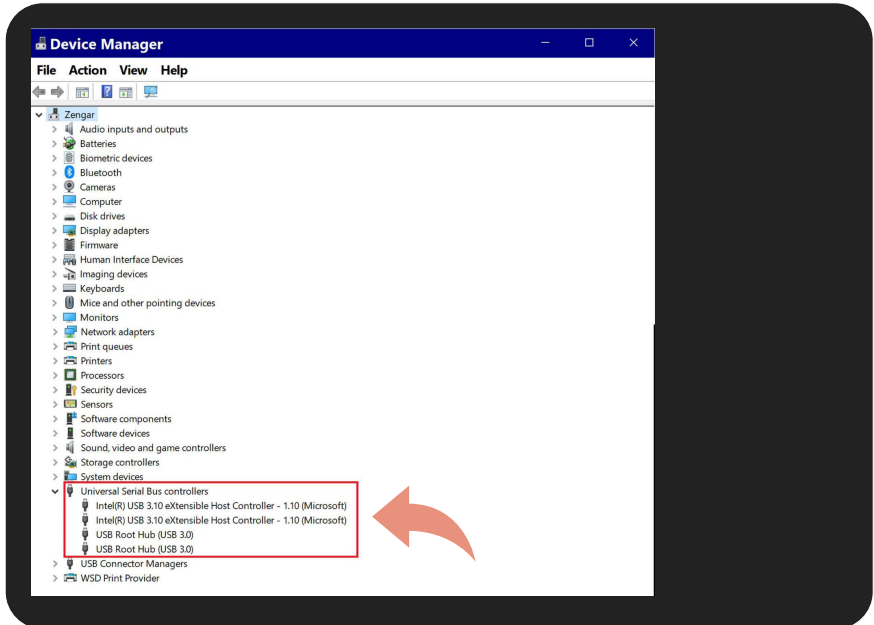 Device Manager
File Action View Help
Zengar
Audio inputs and outputs
Batteries
Biometric devices
Bluetooth
Cameras
Computer
Disk drives
Display adapters
Firmware
Human Interface Devices
Imaging devices
Keyboards
Mice and other pointing devices
Monitors
Network adapters
Print queues
Printers
Processors
Security devices
Sensors
Software components
Software devices
Sound, video and game controllers
Storage controllers
System devices
Universal Serial Bus controllers
Intel(R) USB 3.10 eXtensible Host Controller - 1.10 (Microsoft)
Intel(R) USB 3.10 eXtensible Host Controller - 1.10 (Microsoft)
USB Root Hub (USB 3.0)
USB Root Hub (USB 3.0)
USB Connector Managers
WSD Print Provider